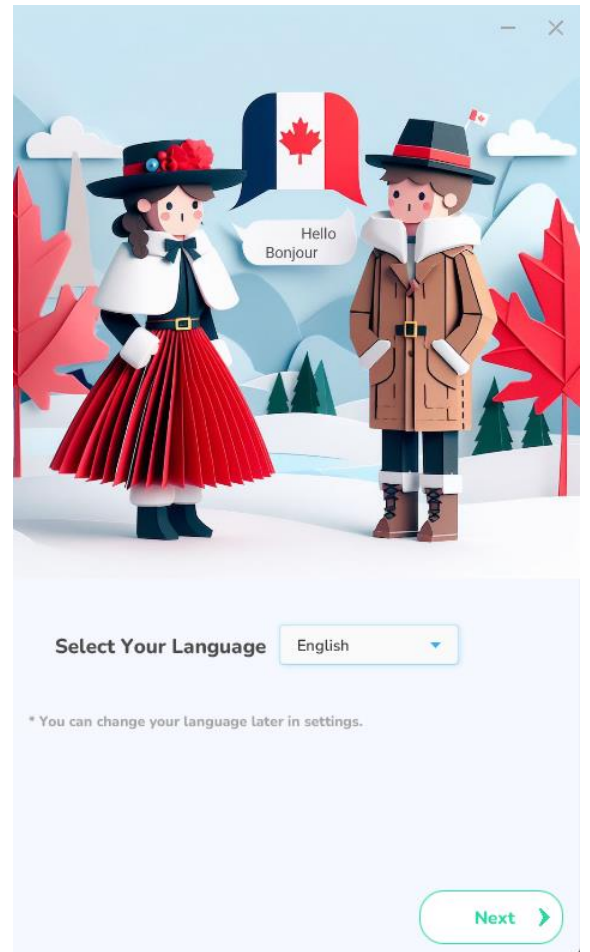 Hello
Bonjour
Select Your Language
English
* You can change your language later in settings.
Next